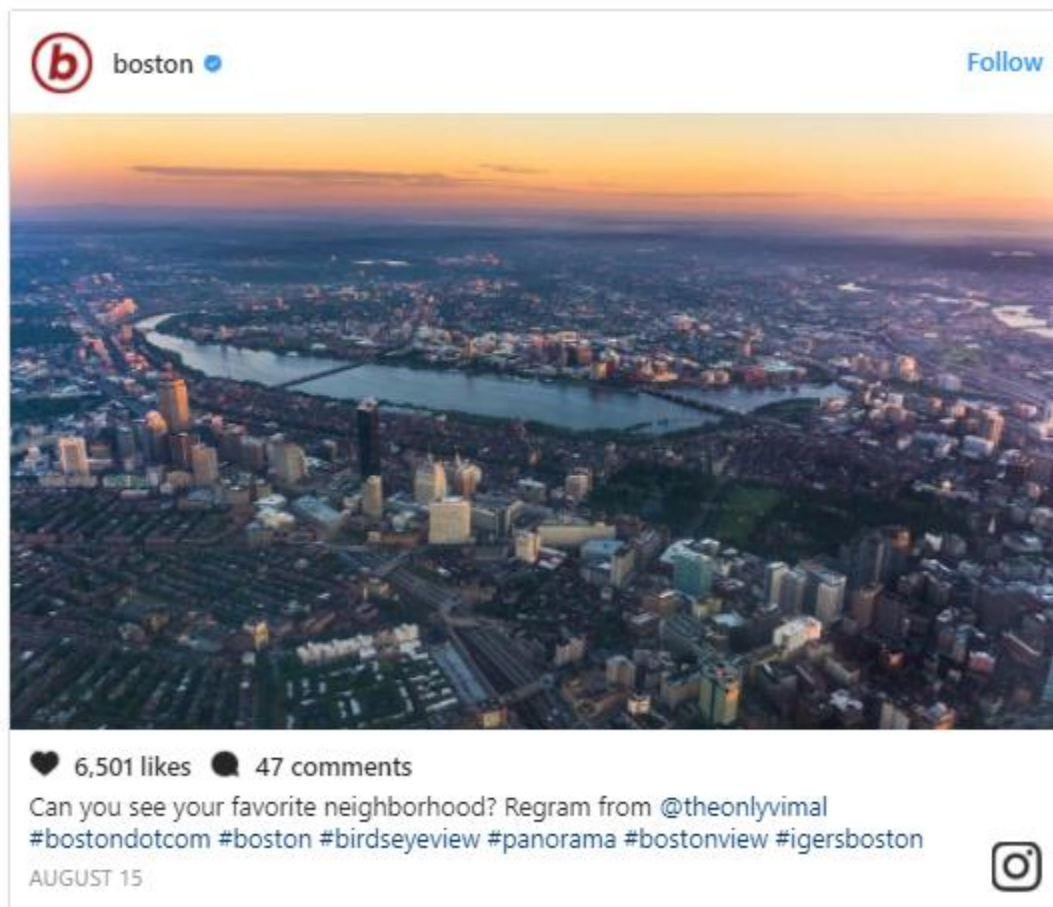 b boston
Follow
6,501 likes 47 comments
Can you see your favorite neighborhood? Regram from @theonlyvimal
#bostondotcom #boston #birdseyeview #panorama #bostonview #igersboston
AUGUST 15